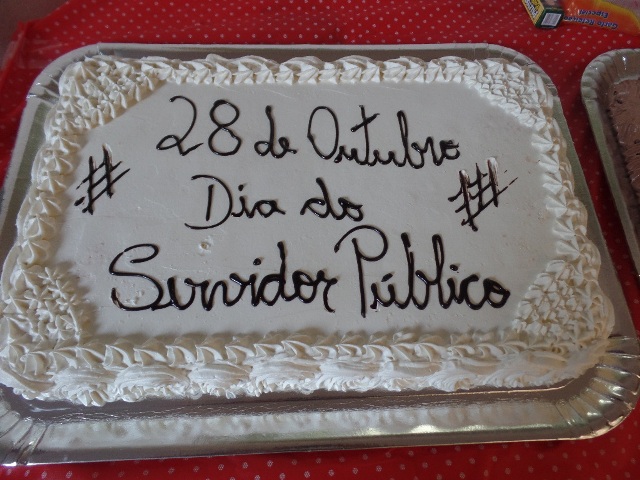 28 de Outubro
# Dia do #
Servidor Público